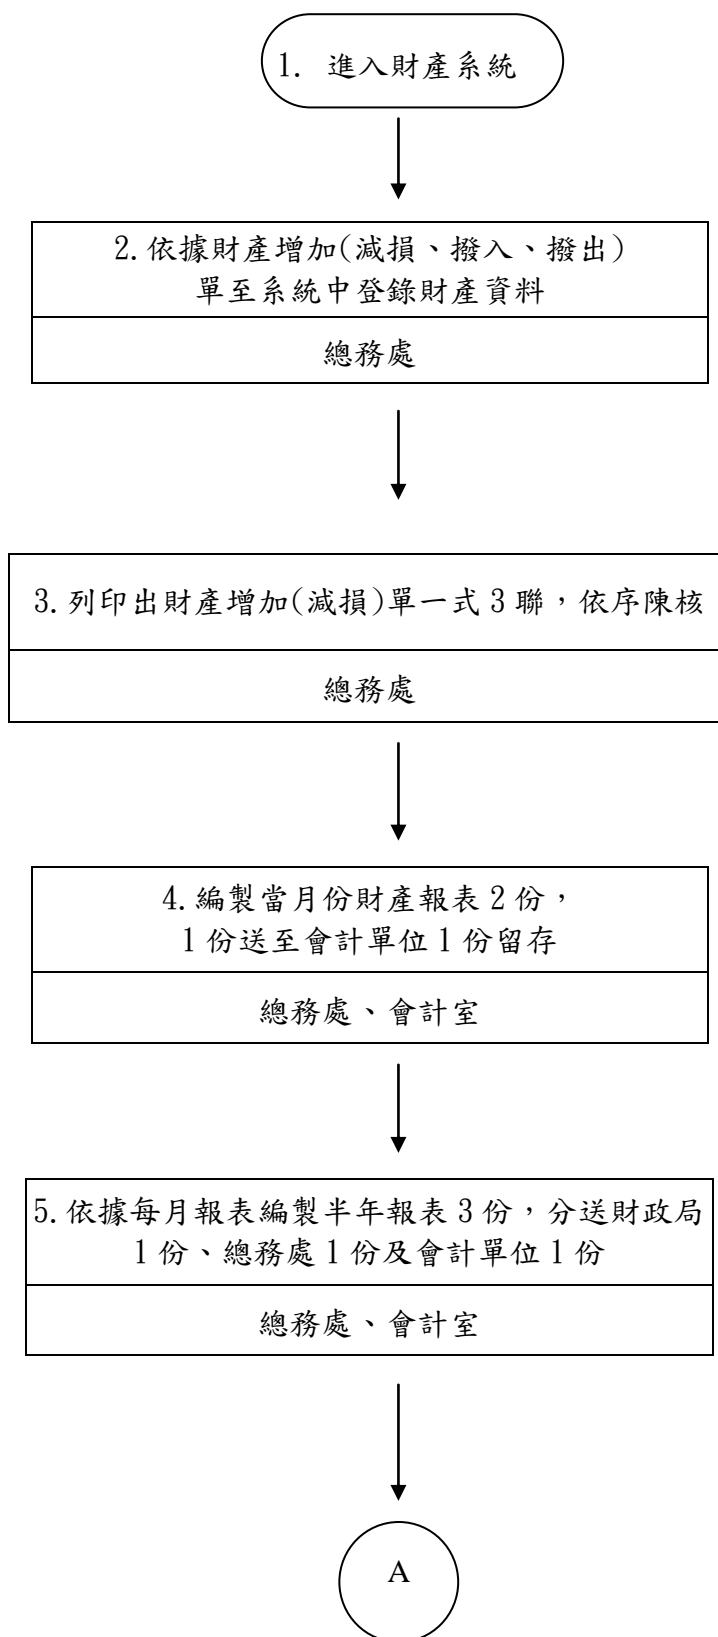 1. 進入財產系統
2.依據財產增加(減損、撥入、撥出)
單至系統中登錄財產資料
總務處
3.列印出財產增加(減損)單一式 3 聯，依序陳核
總務處
4.編製當月份財產報表 2 份，
1 份送至會計單位 1 份留存
總務處、會計室
5.依據每月報表編製半年報表 3 份，分送財政局
1 份、總務處 1 份及會計單位 1 份
總務處、會計室
A